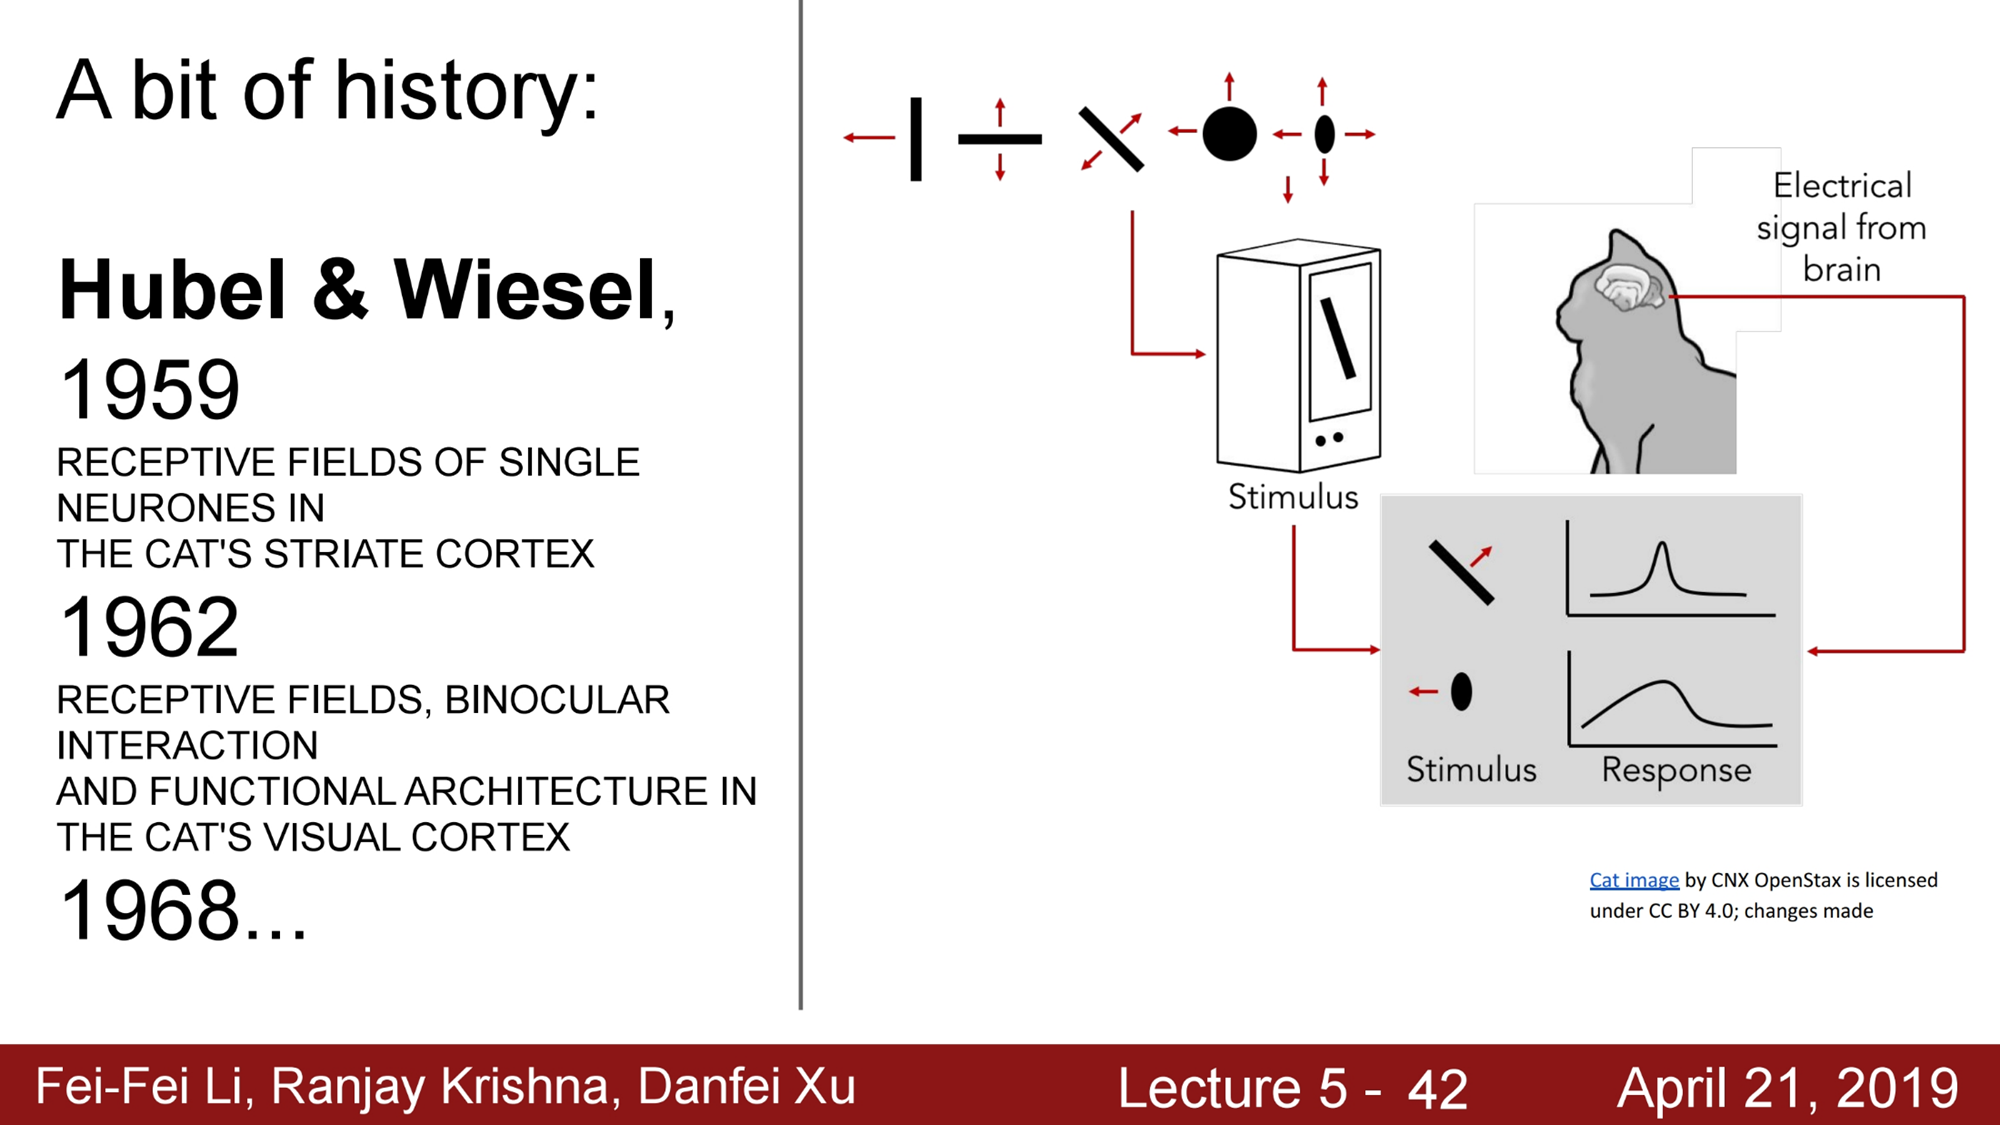 A bit of history:
Hubel & Wiesel,
1959
RECEPTIVE FIELDS OF SINGLE
NEURONES IN
THE CAT'S STRIATE CORTEX
1962
RECEPTIVE FIELDS, BINOCULAR
INTERACTION
AND FUNCTIONAL ARCHITECTURE IN
THE CAT'S VISUAL CORTEX
1968...
Electrical
signal from
brain
Stimulus
Stimulus
Response
Cat image by CNX OpenStax is licensed
under CC BY 4.0; changes made
Fei-Fei Li, Ranjay Krishna, Danfei Xu
Lecture 5 - 42
April 21, 2019